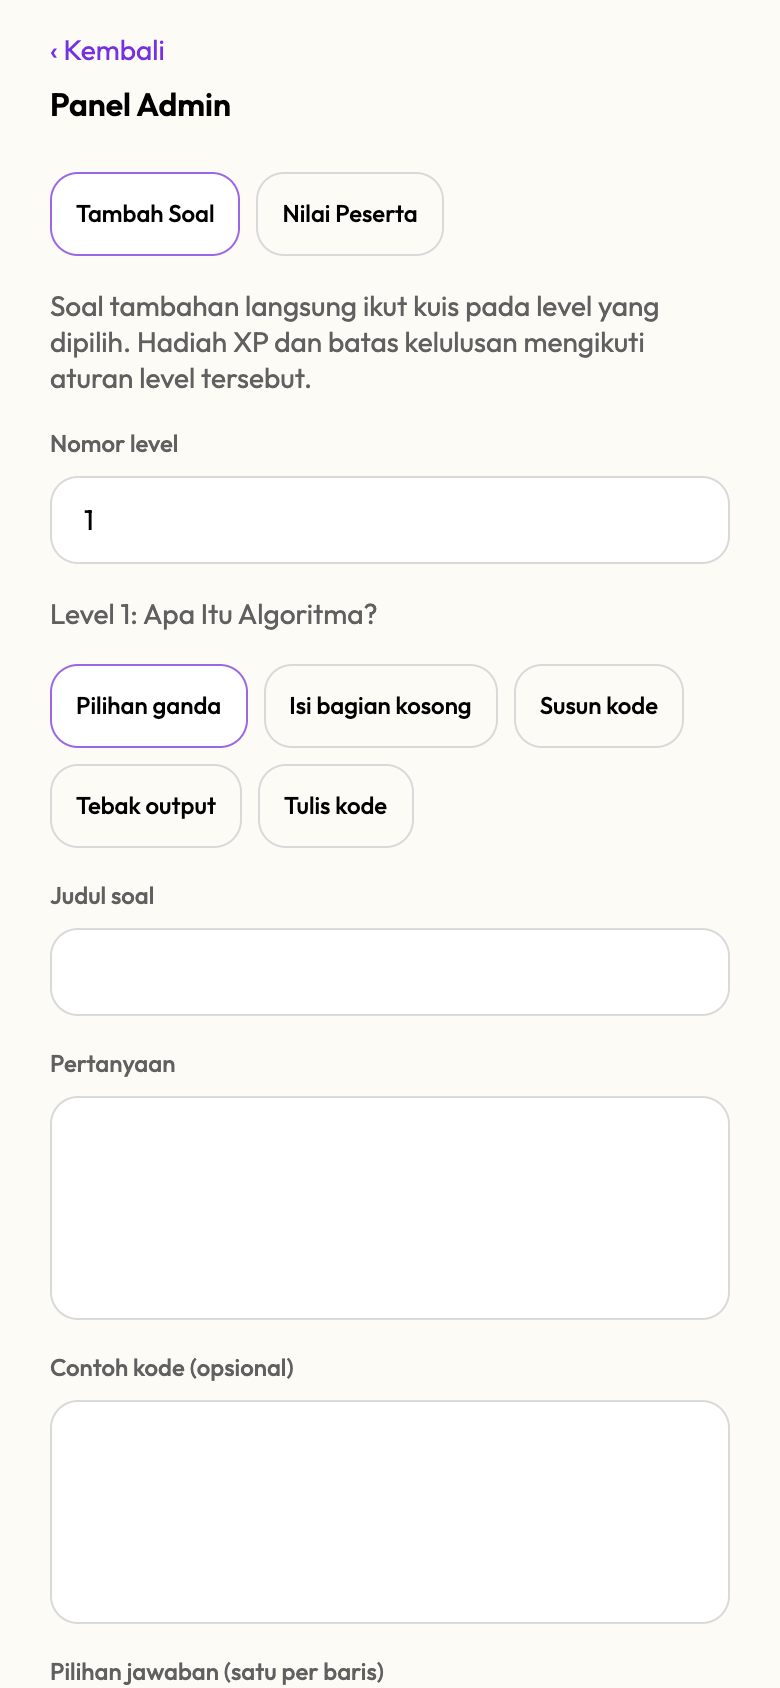 ‹ Kembali
Panel Admin
Tambah Soal
Nilai Peserta
Soal tambahan langsung ikut kuis pada level yang
dipilih. Hadiah XP dan batas kelulusan mengikuti
aturan level tersebut.
Nomor level
1
Level 1: Apa Itu Algoritma?
Pilihan ganda
Isi bagian kosong
Susun kode
Tebak output
Tulis kode
Judul soal
Pertanyaan
Contoh kode (opsional)
Pilihan jawaban (satu per baris)